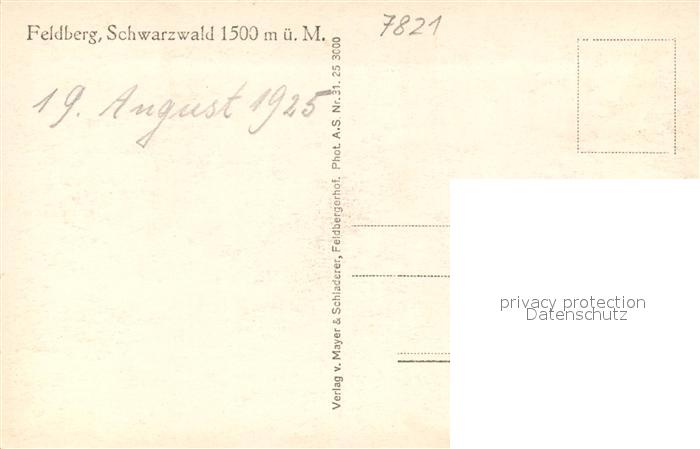 Feldberg, Schwarzwald 1500 m ü. M.
7821
19. August 1925
Verlag v. Mayer & Schladerer, Feldbergerhof. Phot. A.S. Nr. 31. 25 3000
privacy protection
Datenschutz